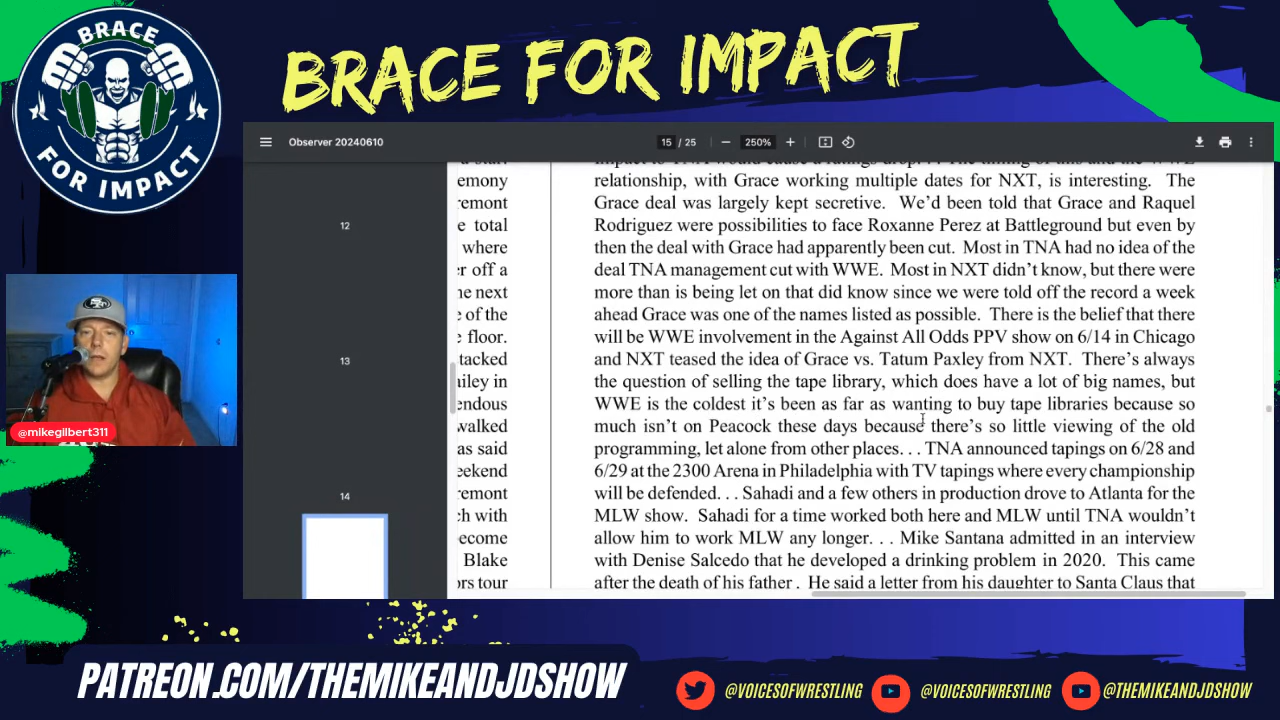 BRACE
FOR IMPACT
BRACE FOR IMPACT
Observer 20240610
15 / 25
250%
12
13
14
emony
remont
e total
where
er off a
he next
e of the
e floor.
tacked
niley in
endous
walked
as said
eekend
remont
ch with
ecome
Blake
ors tour
relationship, with Grace working multiple dates for NXT, is interesting. The
Grace deal was largely kept secretive. We'd been told that Grace and Raquel
Rodriguez were possibilities to face Roxanne Perez at Battleground but even by
then the deal with Grace had apparently been cut. Most in TNA had no idea of the
deal TNA management cut with WWE. Most in NXT didn't know, but there were
more than is being let on that did know since we were told off the record a week
ahead Grace was one of the names listed as possible. There is the belief that there
will be WWE involvement in the Against All Odds PPV show on 6/14 in Chicago
and NXT teased the idea of Grace vs. Tatum Paxley from NXT. There's always
the question of selling the tape library, which does have a lot of big names, but
WWE is the coldest it's been as far as wanting to buy tape libraries because so
much isn't on Peacock these days because there's so little viewing of the old
programming, let alone from other places. . . TNA announced tapings on 6/28 and
6/29 at the 2300 Arena in Philadelphia with TV tapings where every championship
will be defended. . . Sahadi and a few others in production drove to Atlanta for the
MLW show. Sahadi for a time worked both here and MLW until TNA wouldn't
allow him to work MLW any longer. . . Mike Santana admitted in an interview
with Denise Salcedo that he developed a drinking problem in 2020. This came
after the death of his father . He said a letter from his daughter to Santa Claus that
@mikegilbert311
PATREON.COM/THEMIKEANDJDSHOW
@VOICESOFWRESTLING
@VOICESOFWRESTLING
@THEMIKEANDJDSHOW